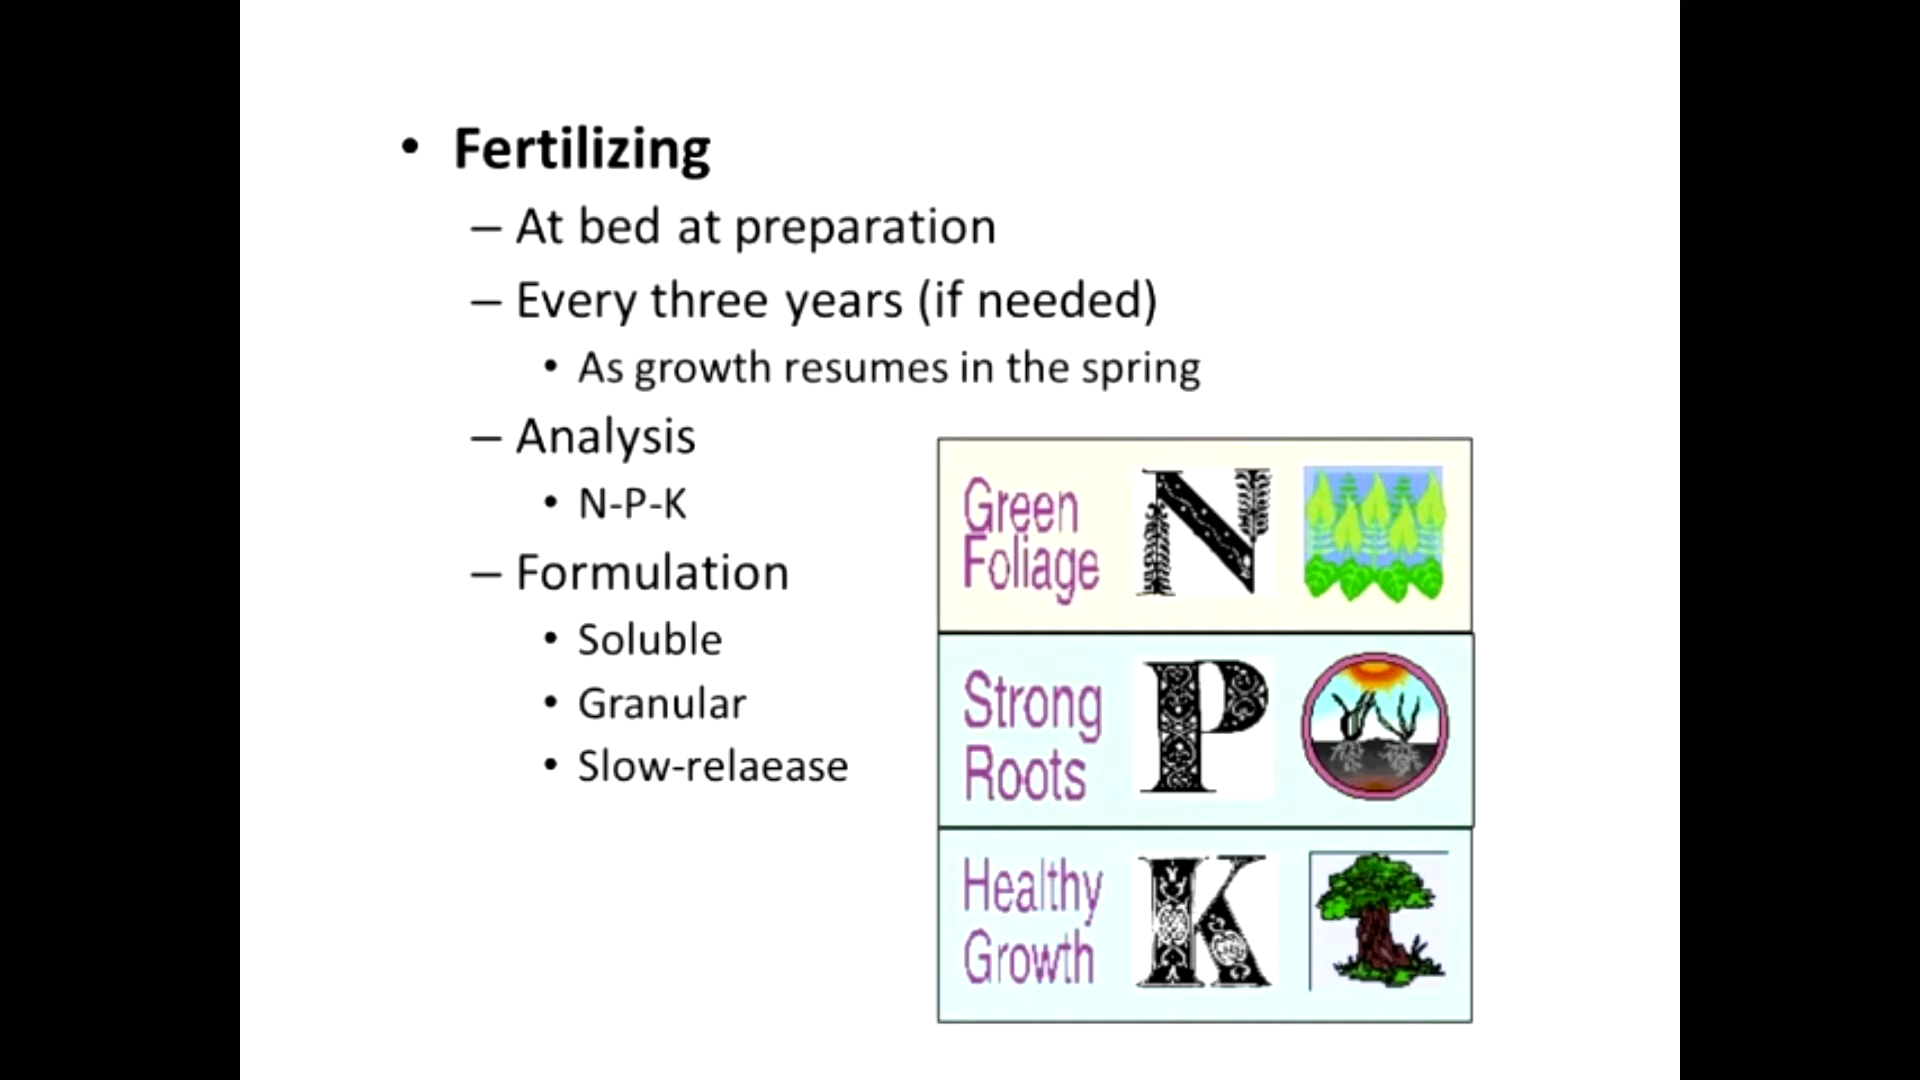 • Fertilizing
– At bed at preparation
– Every three years (if needed)
• As growth resumes in the spring
– Analysis
• N-P-K
– Formulation
• Soluble
• Granular
• Slow-relaease
Green
Foliage
N
Strong
Roots
P
Healthy
Growth
K